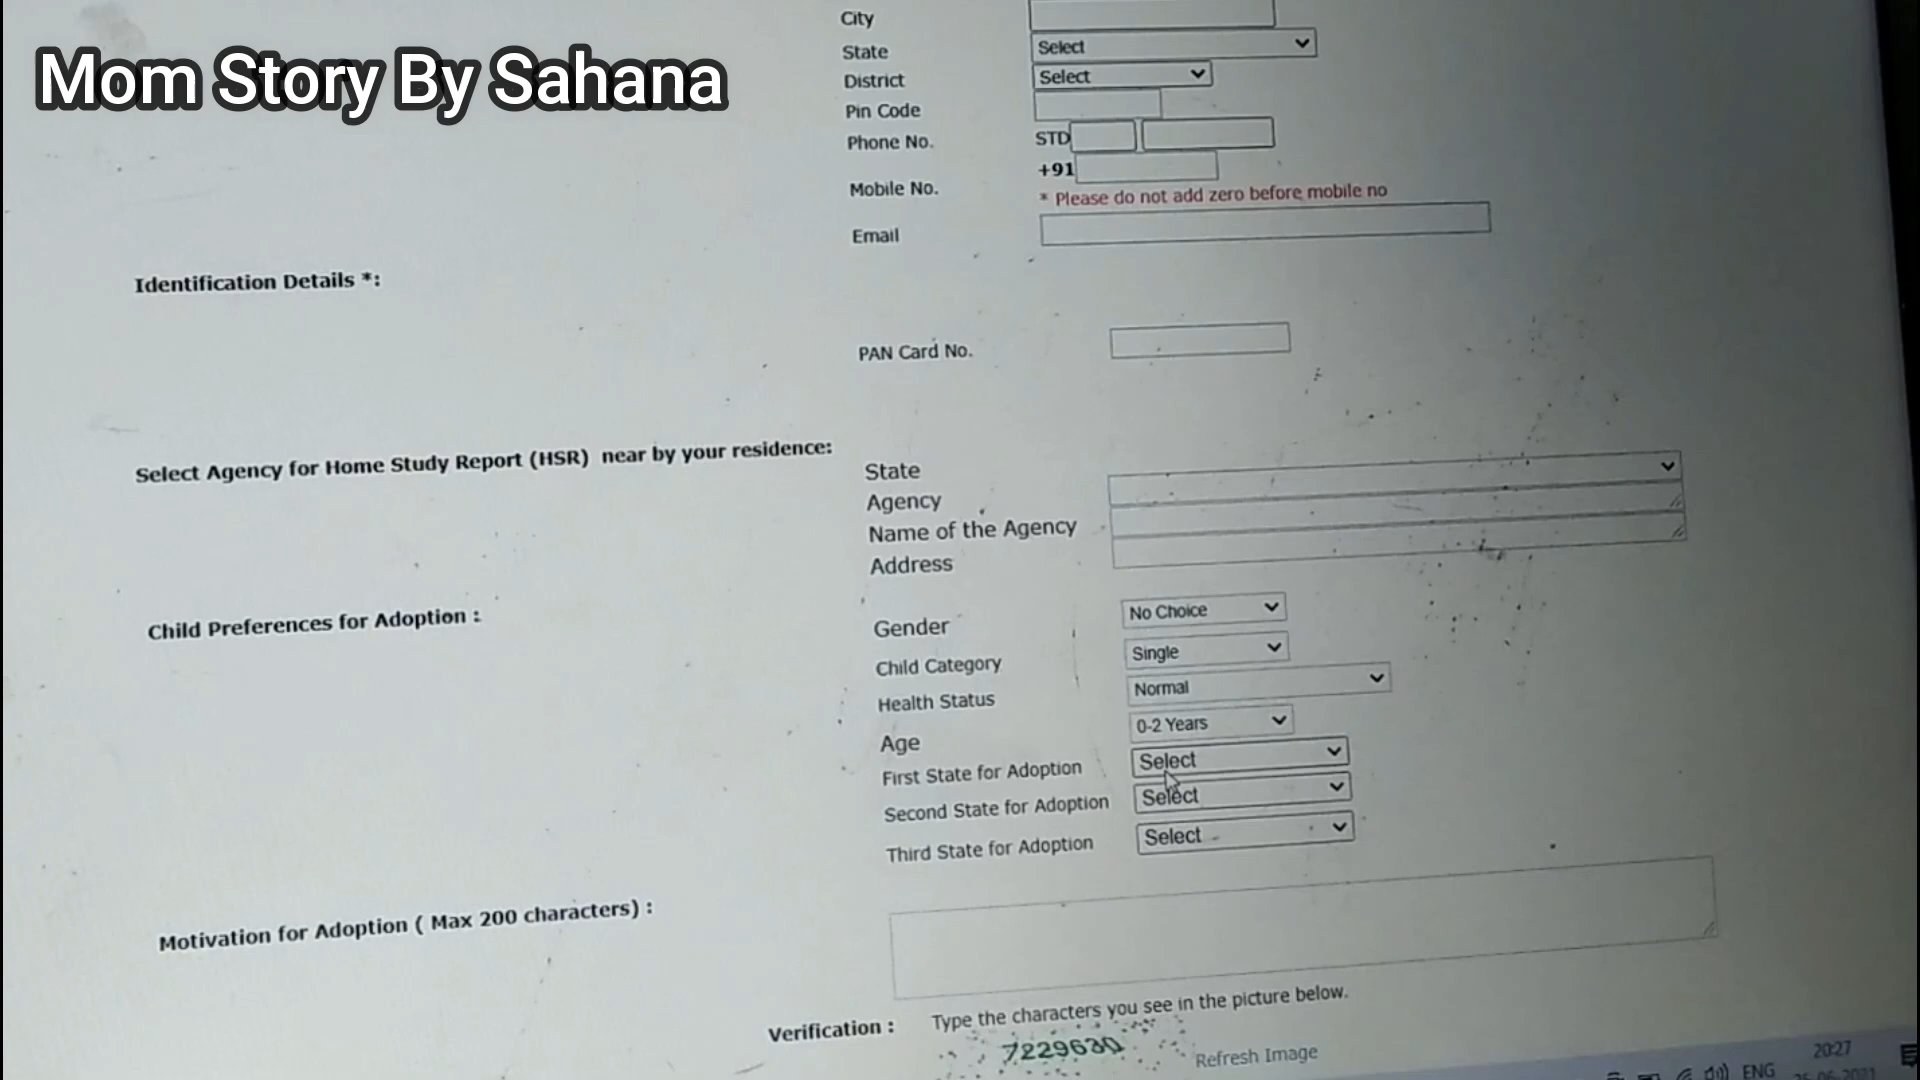 Mom Story By Sahana
City
State Select
District Select
Pin Code
Phone No. STD
+91
Mobile No.
* Please do not add zero before mobile no
Email
Identification Details *:
PAN Card No.
Select Agency for Home Study Report (HSR) near by your residence:
State
Agency
Name of the Agency
Address
Child Preferences for Adoption :
Gender No Choice
Child Category Single
Health Status Normal
Age 0-2 Years
First State for Adoption Select
Second State for Adoption Select
Third State for Adoption Select
Motivation for Adoption ( Max 200 characters) :
Verification : Type the characters you see in the picture below.
7229630 Refresh Image
20:27
ENG